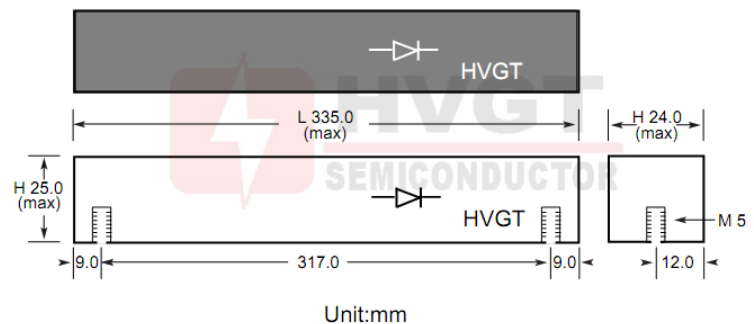 HVGT
HVGT
SEMICONDUCTOR
L 335.0
(max)
H 24.0
(max)
H 25.0
(max)
HVGT
M 5
9.0
317.0
9.0
12.0
Unit:mm